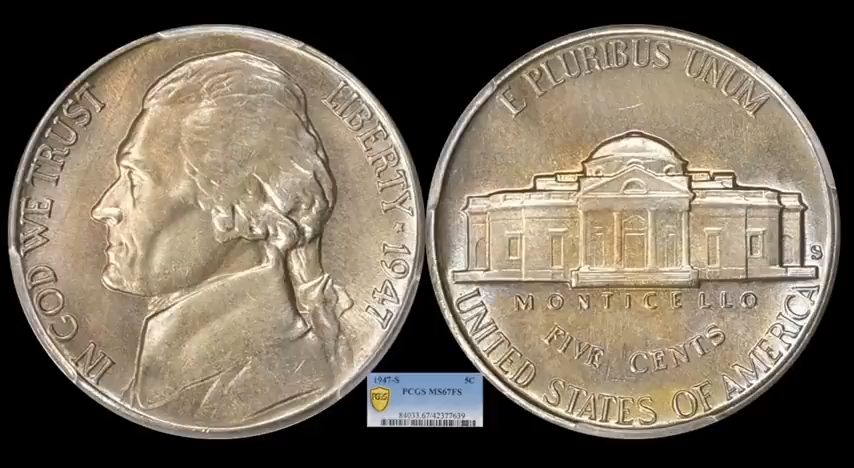 IN GOD WE TRUST
LIBERTY · 1947
E PLURIBUS UNUM
S
MONTICELLO
FIVE CENTS
UNITED STATES OF AMERICA
1947-S 5C
PCGS MS67FS
PCGS
84033.67/42377639